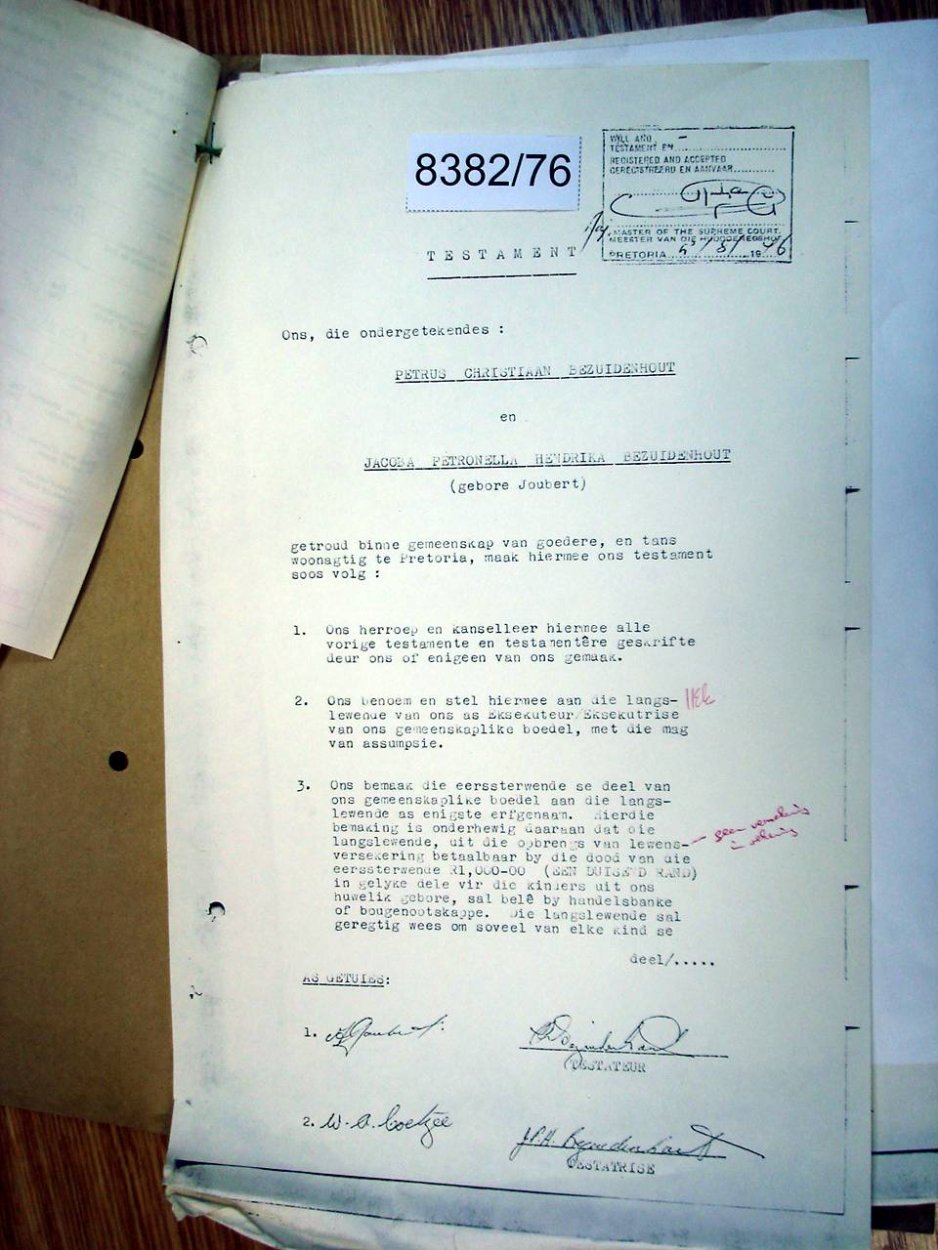 8382/76
WILL AND
TESTAMENT EN
REGISTERED AND ACCEPTED
GEREGISTREERD EN AANVAAR
MASTER OF THE SUPREME COURT.
MEESTER VAN DIE HOOGGEREGSHOF
PRETORIA 19 76
TESTAMENT
Ons, die ondergetekendes :
PETRUS CHRISTIAAN BEZUIDENHOUT
en
JACOBA PETRONELLA HENDRIKA BEZUIDENHOUT
(gebore Joubert)
getroud binne gemeenskap van goedere, en tans
woonagtig te Pretoria, maak hiermee ons testament
soos volg :
1. Ons herroep en kanselleer hiermee alle
vorige testamente en testamentêre geskrifte
deur ons of enigeen van ons gemaak.
2. Ons benoem en stel hiermee aan die langs-
lewende van ons as Eksekuteur/Eksekutrise
van ons gemeenskaplike boedel, met die mag
van assumpsie.
3. Ons bemaak die eerssterwende se deel van
ons gemeenskaplike boedel aan die langs-
lewende as enigste erfgenaam. Hierdie
bemaking is onderhewig daaraan dat die
langslewende, uit die opbrengs van lewens-
versekering betaalbaar by die dood van die
eerssterwende R1,000-00 (EEN DUISEND RAND)
in gelyke dele vir die kinders uit ons
huwelik gebore, sal belê by handelsbanke
of bougenootskappe. Die langslewende sal
geregtig wees om soveel van elke kind se
deel/.....
AS GETUIES:
1. Joubert.
TESTATEUR
2. W. A. Coetzee
J.P.H. Bezuidenhout
TESTATRISE